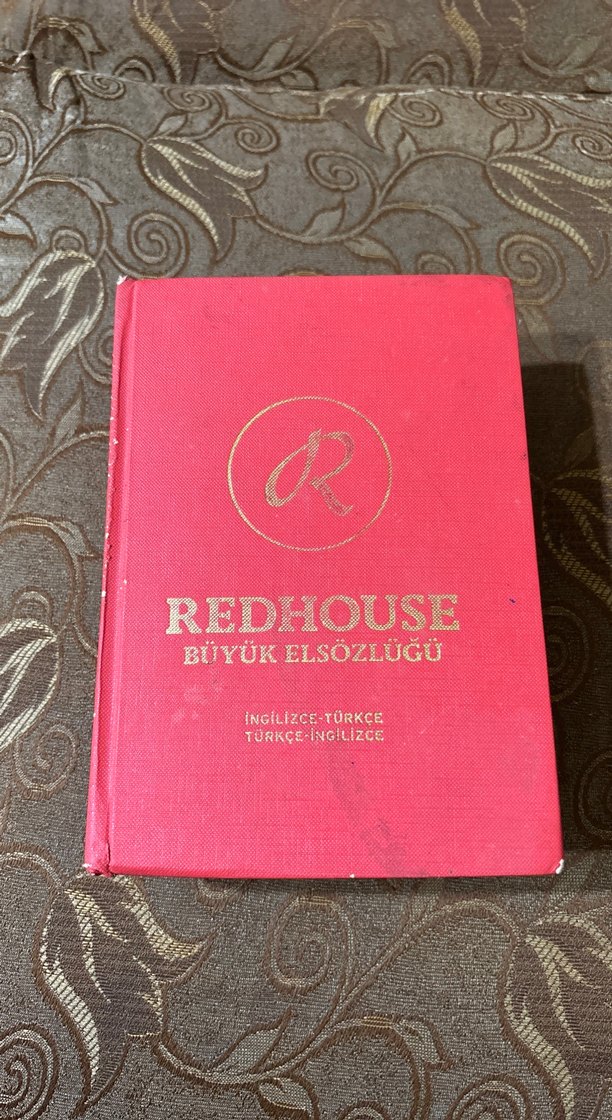 R
REDHOUSE
BÜYÜK ELSÖZLÜĞÜ
İNGİLİZCE-TÜRKÇE
TÜRKÇE-İNGİLİZCE